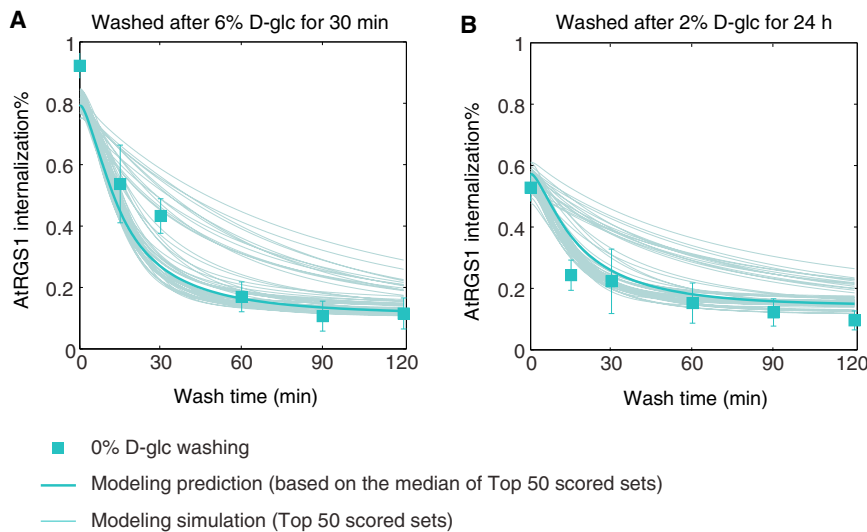 A
Washed after 6% D-glc for 30 min
AtRGS1 internalization%
1
0.8
0.6
0.4
0.2
0
0
30
60
90
120
Wash time (min)
B
Washed after 2% D-glc for 24 h
AtRGS1 internalization%
1
0.8
0.6
0.4
0.2
0
0
30
60
90
120
Wash time (min)
0% D-glc washing
Modeling prediction (based on the median of Top 50 scored sets)
Modeling simulation (Top 50 scored sets)